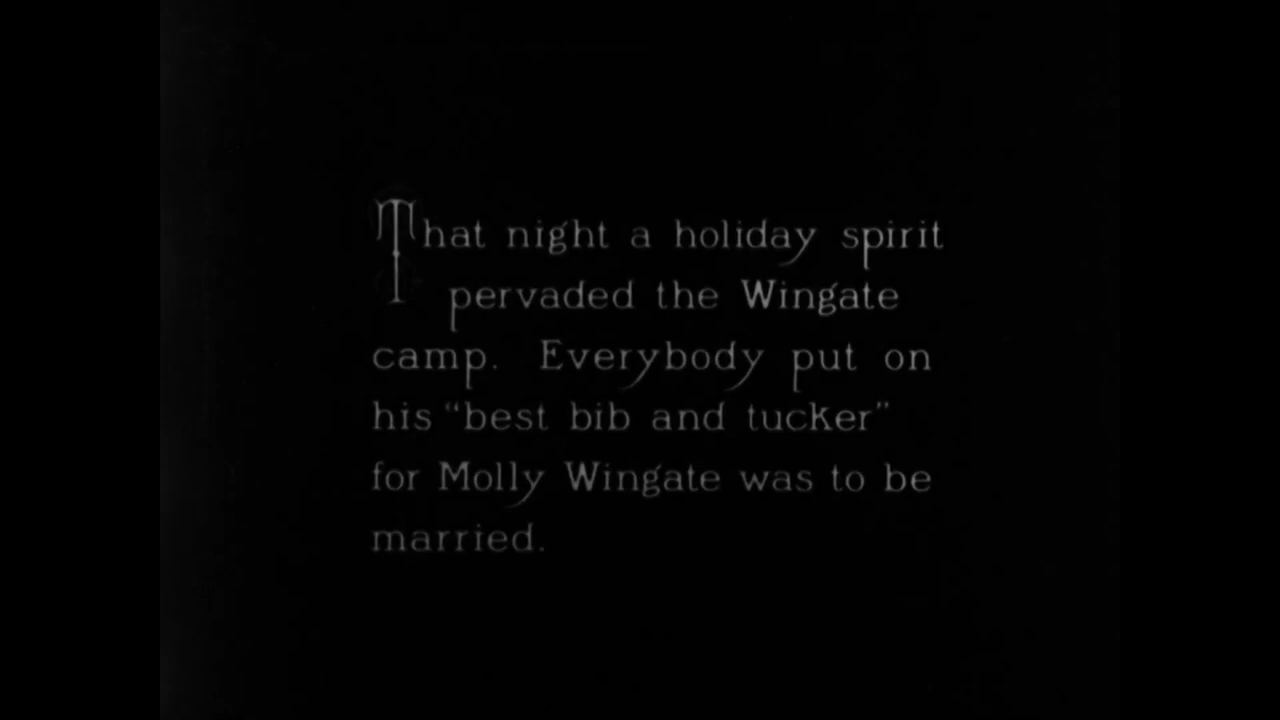 That night a holiday spirit
pervaded the Wingate
camp. Everybody put on
his "best bib and tucker"
for Molly Wingate was to be
married.